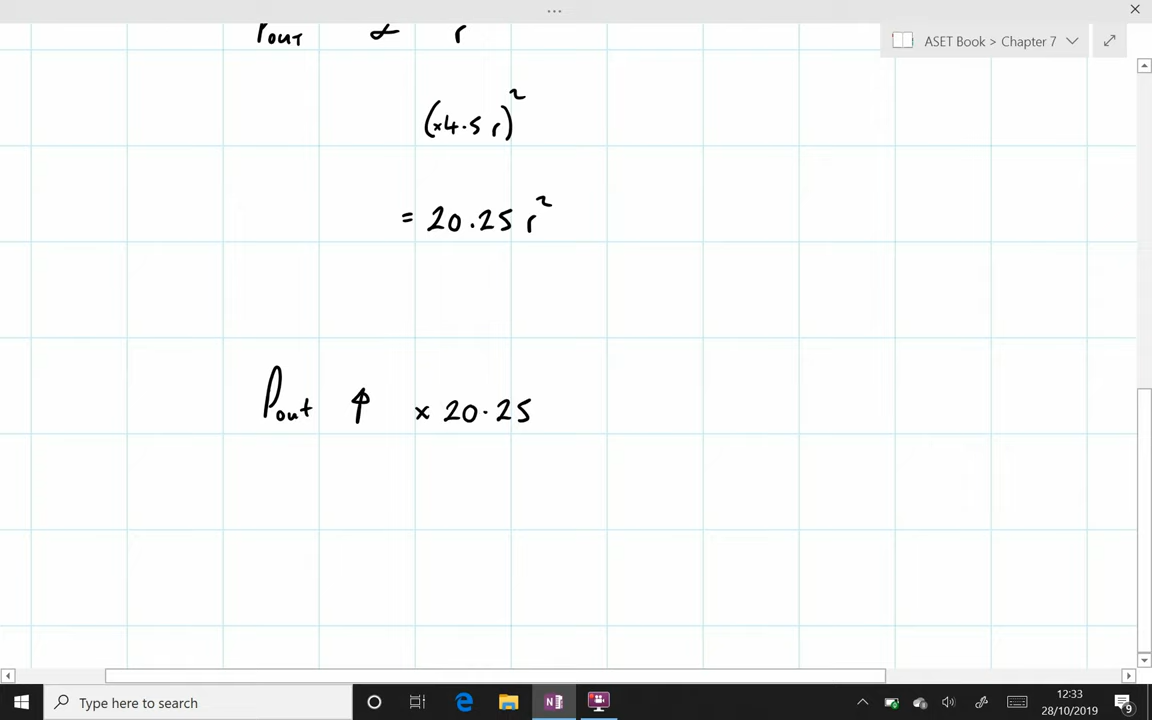 ASET Book > Chapter 7
Pout ∝ r
(×4.5 r)²
= 20.25 r²
Pout ↑ × 20.25
Type here to search
12:33
28/10/2019
9